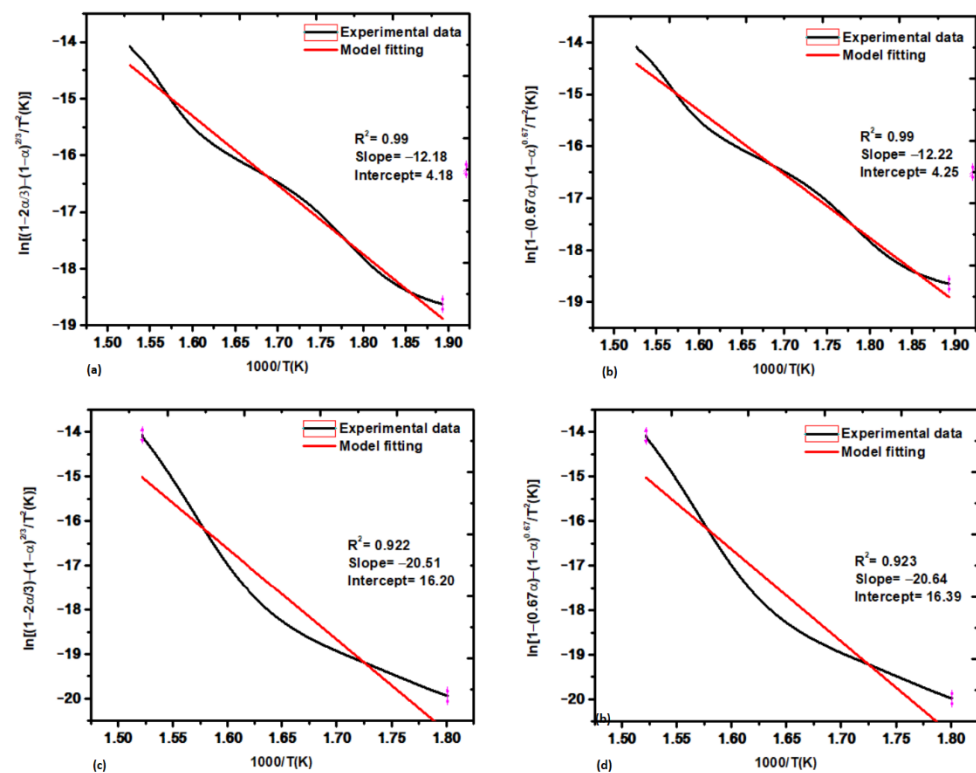 Experimental data
Model fitting
R²= 0.99
Slope= −12.18
Intercept= 4.18
ln[(1−2α/3)−(1−α)^2/3/T²(K)]
−14
−15
−16
−17
−18
−19
1.50 1.55 1.60 1.65 1.70 1.75 1.80 1.85 1.90
1000/T(K)
(a)
Experimental data
Model fitting
R²= 0.99
Slope= −12.22
Intercept= 4.25
ln[1−(0.67α)−(1−α)^0.67/T²(K)]
−14
−15
−16
−17
−18
−19
1.50 1.55 1.60 1.65 1.70 1.75 1.80 1.85 1.90
1000/T(K)
(b)
Experimental data
Model fitting
R²= 0.922
Slope= −20.51
Intercept= 16.20
ln[(1−2α/3)−(1−α)^2/3/T²(K)]
−14
−15
−16
−17
−18
−19
−20
1.50 1.55 1.60 1.65 1.70 1.75 1.80
1000/T(K)
(c)
Experimental data
Model fitting
R²= 0.923
Slope= −20.64
Intercept= 16.39
ln[1−(0.67α)−(1−α)^0.67/T²(K)]
−14
−15
−16
−17
−18
−19
−20
(b)
1.50 1.55 1.60 1.65 1.70 1.75 1.80
1000/T(K)
(d)